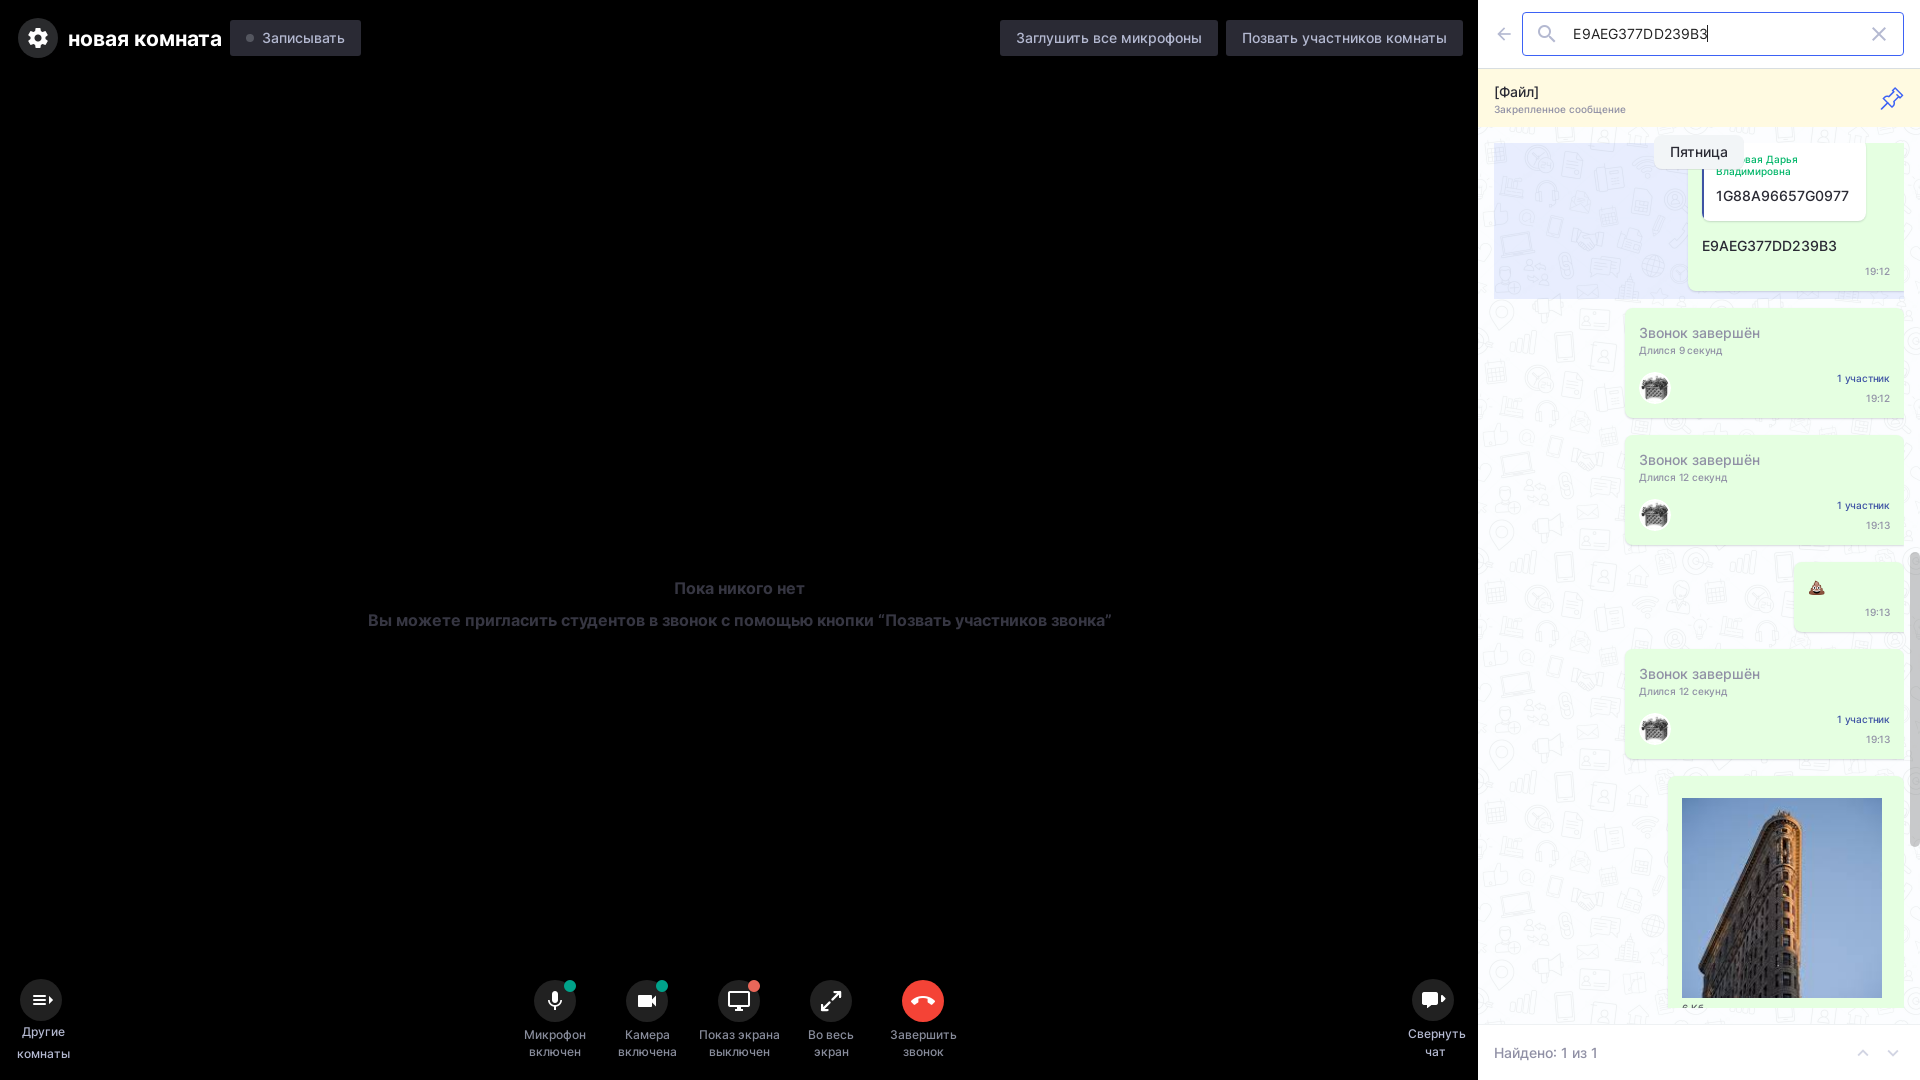 новая комната
Записывать
Заглушить все микрофоны
Позвать участников комнаты
E9AEG377DD239B3
[Файл]
Закрепленное сообщение
Пятница
Дарья
Владимировна
1G88A96657G0977
E9AEG377DD239B3
19:12
Звонок завершён
Длился 9 секунд
1 участник
19:12
Звонок завершён
Длился 12 секунд
1 участник
19:13
19:13
Звонок завершён
Длился 12 секунд
1 участник
19:13
Пока никого нет
Вы можете пригласить студентов в звонок с помощью кнопки “Позвать участников звонка”
Другие
комнаты
Микрофон
включен
Камера
включена
Показ экрана
выключен
Во весь
экран
Завершить
звонок
Свернуть
чат
Найдено: 1 из 1